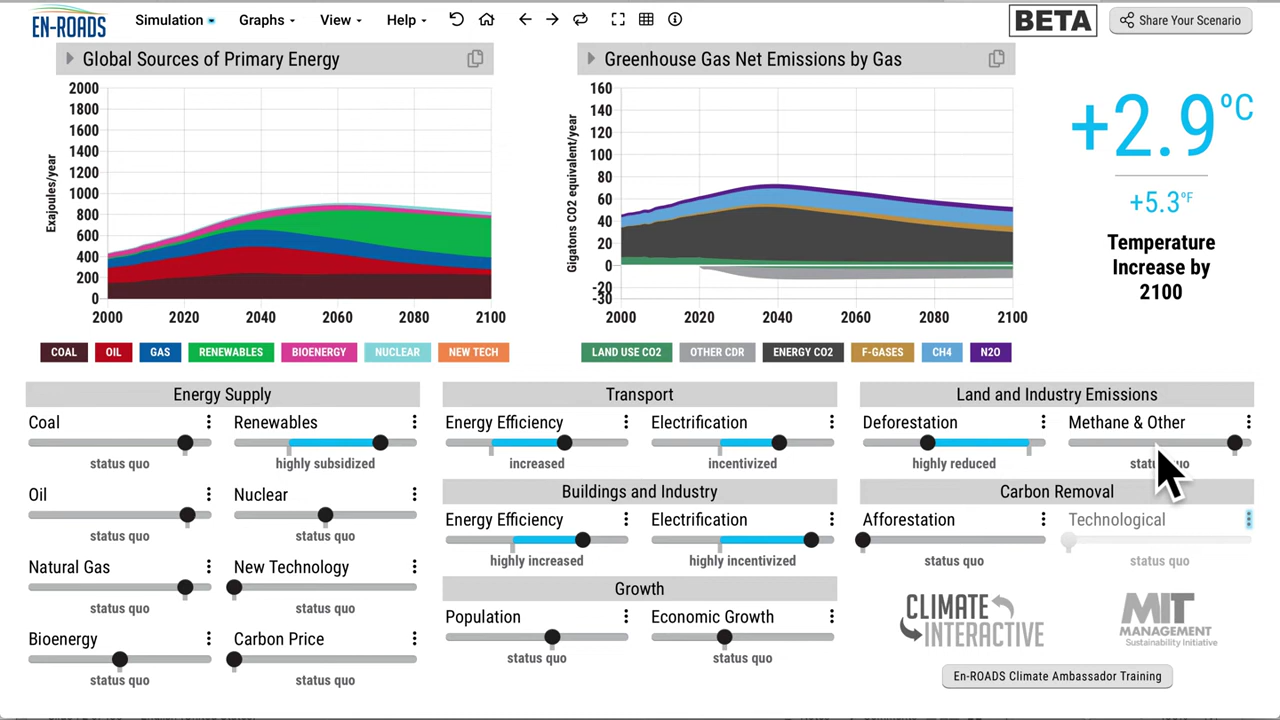 EN-ROADS
Simulation
Graphs
View
Help
BETA
Share Your Scenario
Global Sources of Primary Energy
Exajoules/year
2000
1800
1600
1400
1200
1000
800
600
400
200
0
2000 2020 2040 2060 2080 2100
COAL OIL GAS RENEWABLES BIOENERGY NUCLEAR NEW TECH
Greenhouse Gas Net Emissions by Gas
Gigatons CO2 equivalent/year
160
140
120
100
80
60
40
20
0
-20
-30
2000 2020 2040 2060 2080 2100
LAND USE CO2 OTHER CDR ENERGY CO2 F-GASES CH4 N2O
+2.9ºC
+5.3ºF
Temperature
Increase by
2100
Energy Supply
Coal
status quo
Renewables
highly subsidized
Oil
status quo
Nuclear
status quo
Natural Gas
status quo
New Technology
status quo
Bioenergy
status quo
Carbon Price
status quo
Transport
Energy Efficiency
increased
Electrification
incentivized
Buildings and Industry
Energy Efficiency
highly increased
Electrification
highly incentivized
Growth
Population
status quo
Economic Growth
status quo
Land and Industry Emissions
Deforestation
highly reduced
Methane & Other
status quo
Carbon Removal
Afforestation
status quo
Technological
status quo
CLIMATE
INTERACTIVE
MIT
MANAGEMENT
Sustainability Initiative
En-ROADS Climate Ambassador Training